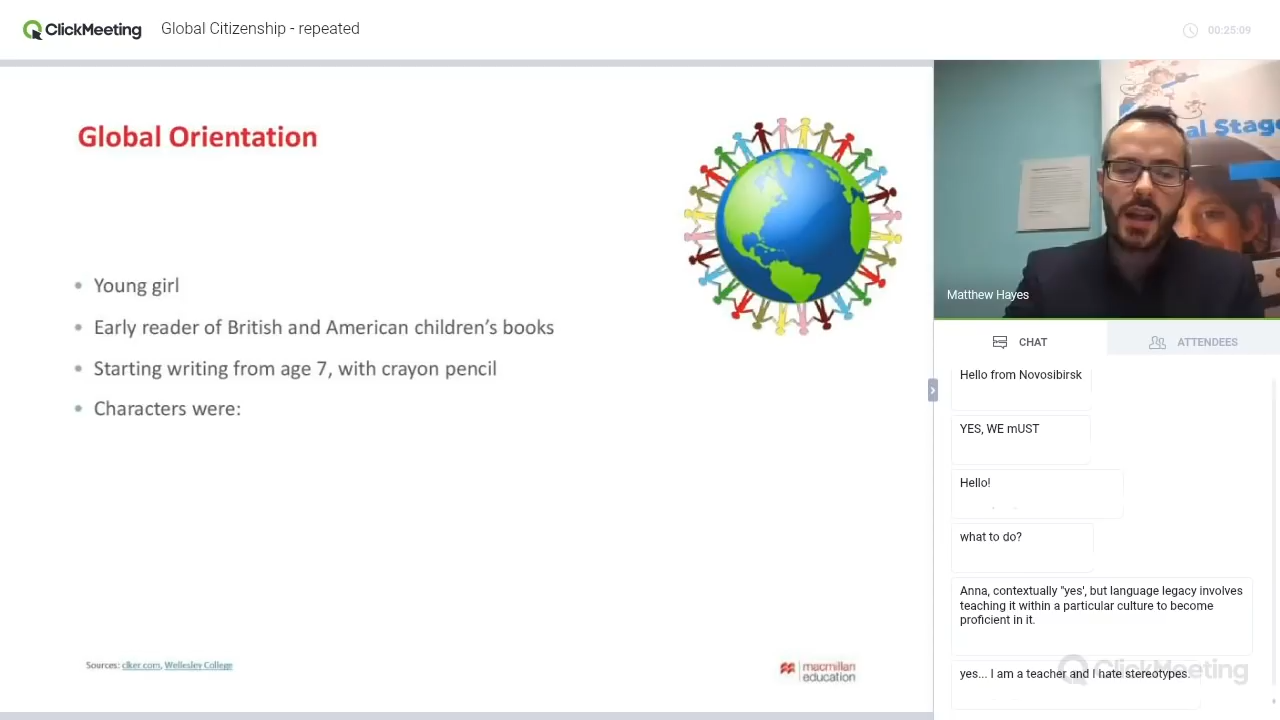 ClickMeeting
Global Citizenship - repeated
00:25:09
Global Orientation
• Young girl
• Early reader of British and American children's books
• Starting writing from age 7, with crayon pencil
• Characters were:
Sources: clker.com, Wellesley College
macmillan
education
al Stage
Matthew Hayes
CHAT
ATTENDEES
Hello from Novosibirsk
YES, WE mUST
Hello!
what to do?
Anna, contextually "yes', but language legacy involves
teaching it within a particular culture to become
proficient in it.
yes... I am a teacher and I hate stereotypes.
ClickMeeting